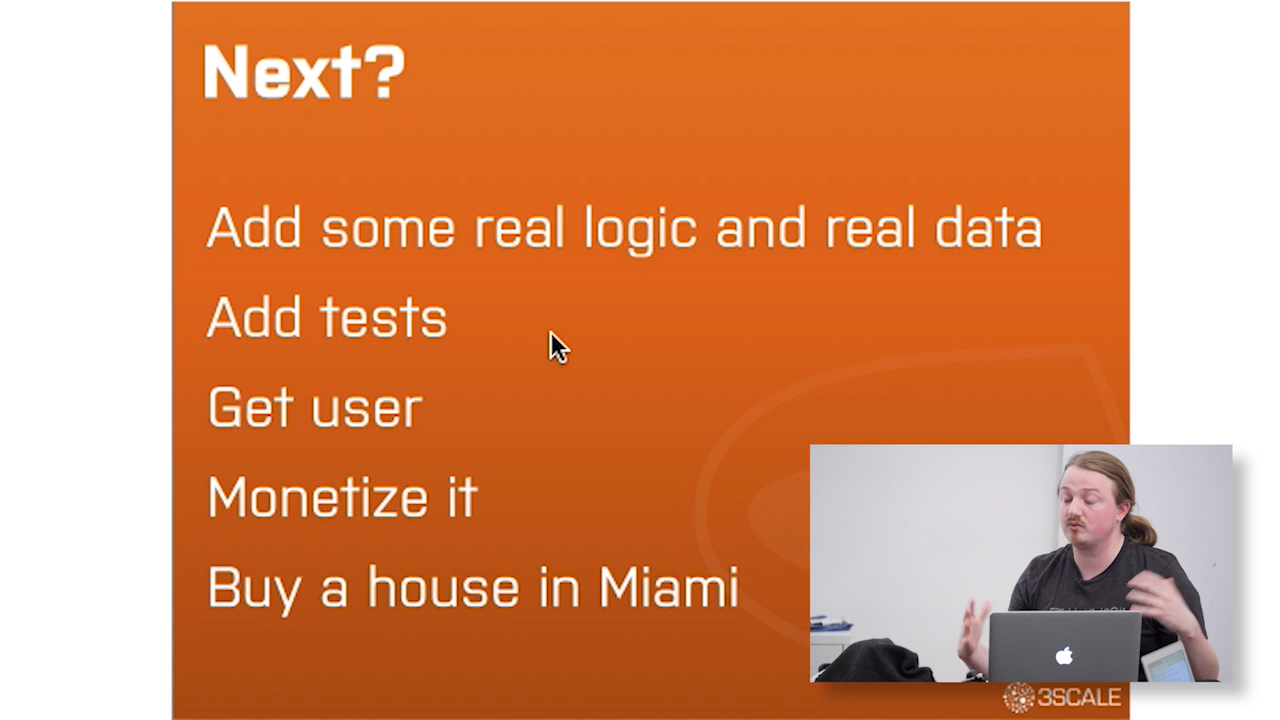 Next?
Add some real logic and real data
Add tests
Get user
Monetize it
Buy a house in Miami
3SCALE